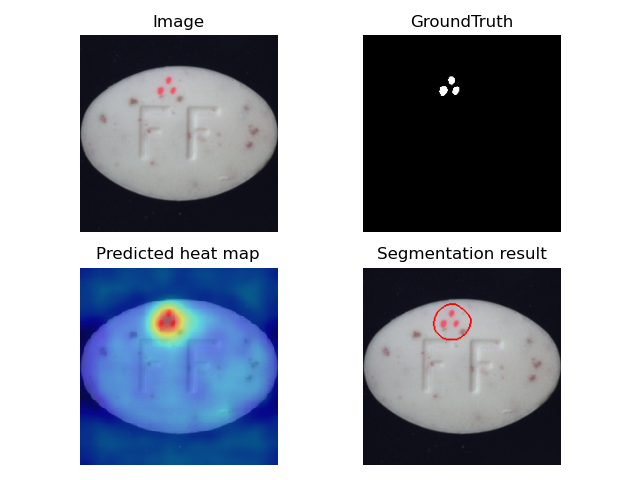 Image
GroundTruth
FF
Predicted heat map
Segmentation result
FF
FF